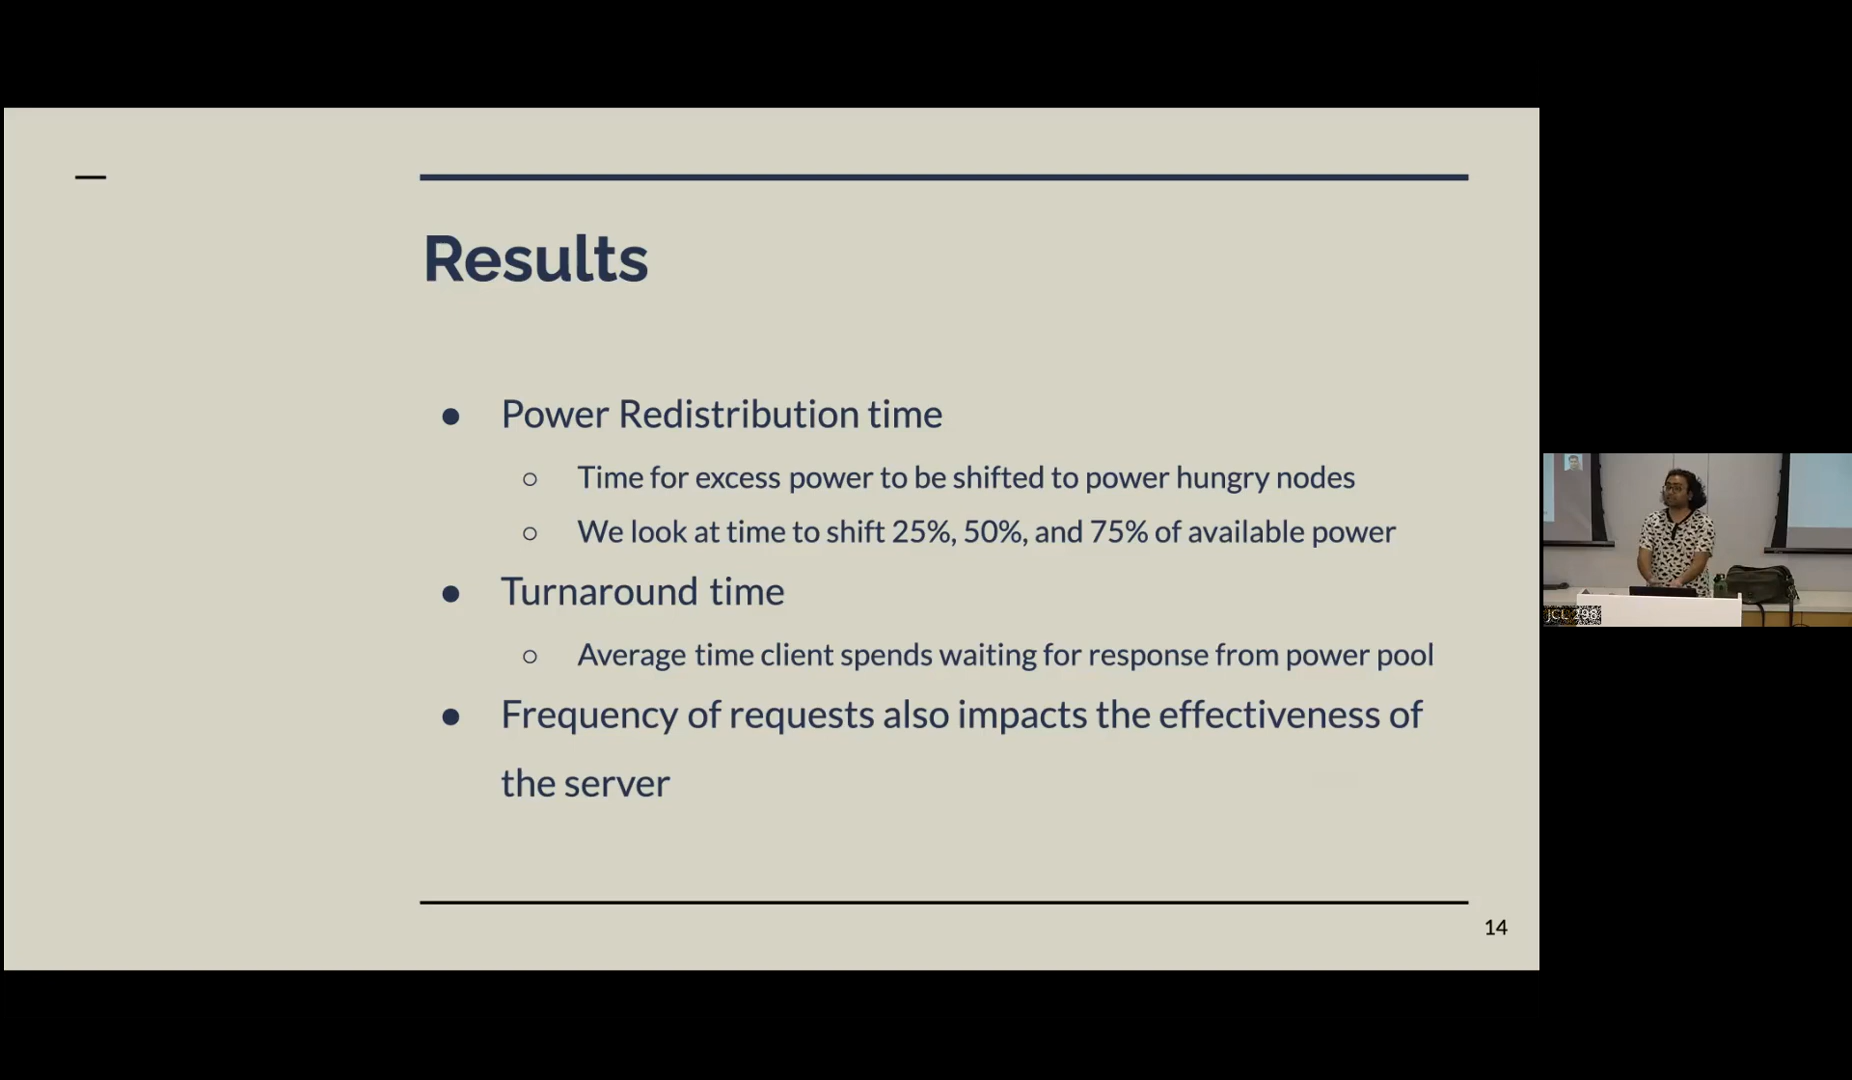 Results
● Power Redistribution time
○ Time for excess power to be shifted to power hungry nodes
○ We look at time to shift 25%, 50%, and 75% of available power
● Turnaround time
○ Average time client spends waiting for response from power pool
● Frequency of requests also impacts the effectiveness of
the server
14
JCL 298